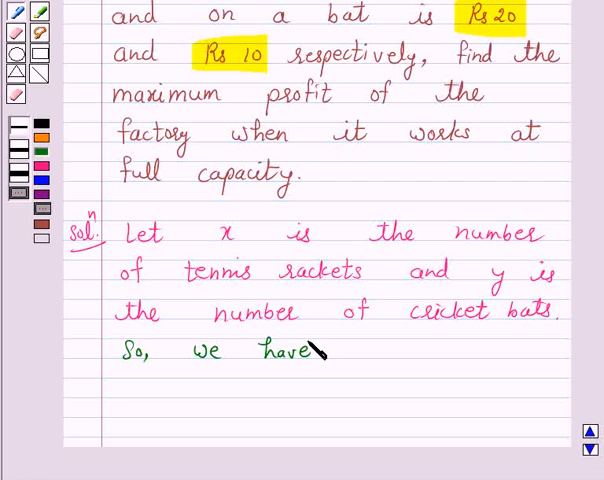 and on a bat is Rs 20
and Rs 10 respectively, find the
maximum profit of the
factory when it works at
full capacity.
Solⁿ. Let x is the number
of tennis rackets and y is
the number of cricket bats.
So, we have